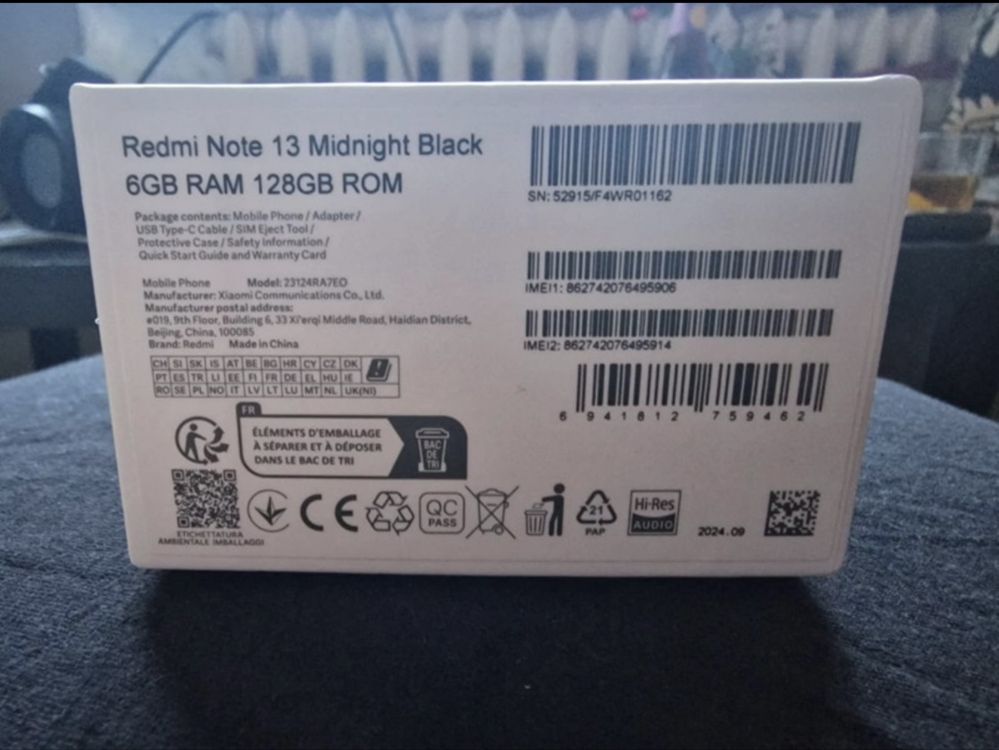 Redmi Note 13 Midnight Black
6GB RAM 128GB ROM
Package contents: Mobile Phone / Adapter /
USB Type-C Cable / SIM Eject Tool /
Protective Case / Safety Information /
Quick Start Guide and Warranty Card
Mobile Phone Model: 23124RA7EO
Manufacturer: Xiaomi Communications Co., Ltd.
Manufacturer postal address:
#019, 9th Floor, Building 6, 33 Xi'erqi Middle Road, Haidian District,
Beijing, China, 100085
Brand: Redmi Made in China
CH SI SK IS AT BE BG HR CY CZ DK
PT ES TR LI EE FI FR DE EL HU IE
RO SE PL NO IT LV LT LU MT NL UK(NI)
SN: 52915/F4WR01162
IMEI1: 862742076495906
IMEI2: 862742076495914
6 941812 759462
FR
ÉLÉMENTS D'EMBALLAGE
À SÉPARER ET À DÉPOSER
DANS LE BAC DE TRI
BAC
DE
TRI
ETICHETTATURA
AMBIENTALE IMBALLAGGI
CE
QC
PASS
21
PAP
Hi-Res
AUDIO
2024.09